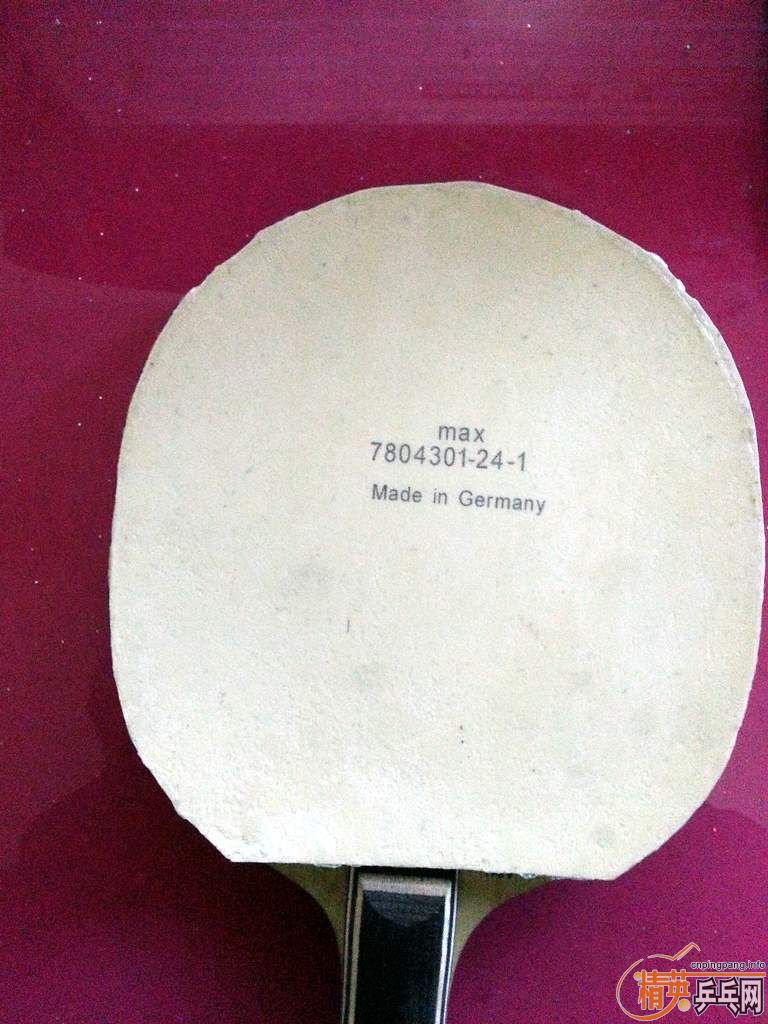 max
7804301-24-1
Made in Germany
cnpingpang.info
精英乒乓网